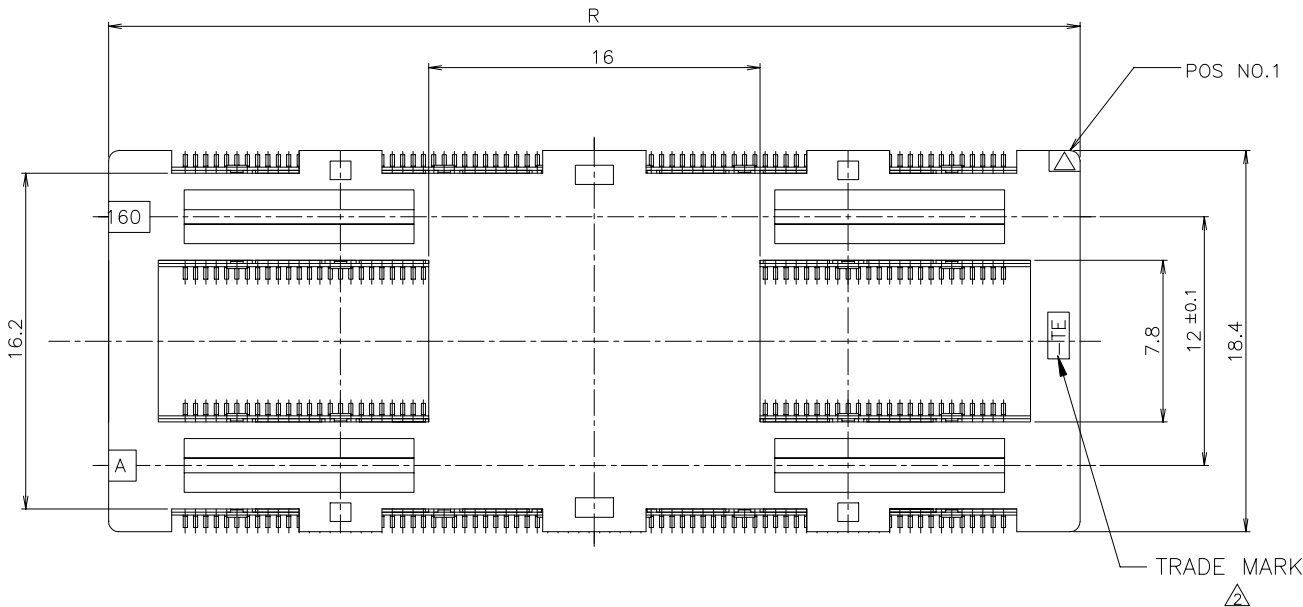 R
16
POS NO.1
160
16.2
TE
7.8
12 ±0.1
18.4
A
TRADE MARK
2